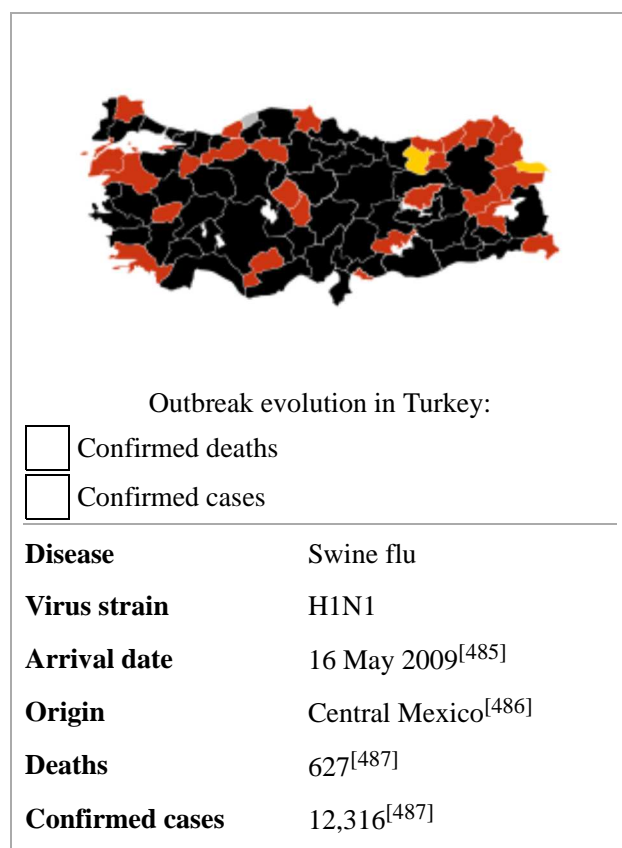 Outbreak evolution in Turkey:
Confirmed deaths
Confirmed cases
Disease Swine flu
Virus strain H1N1
Arrival date 16 May 2009[485]
Origin Central Mexico[486]
Deaths 627[487]
Confirmed cases 12,316[487]